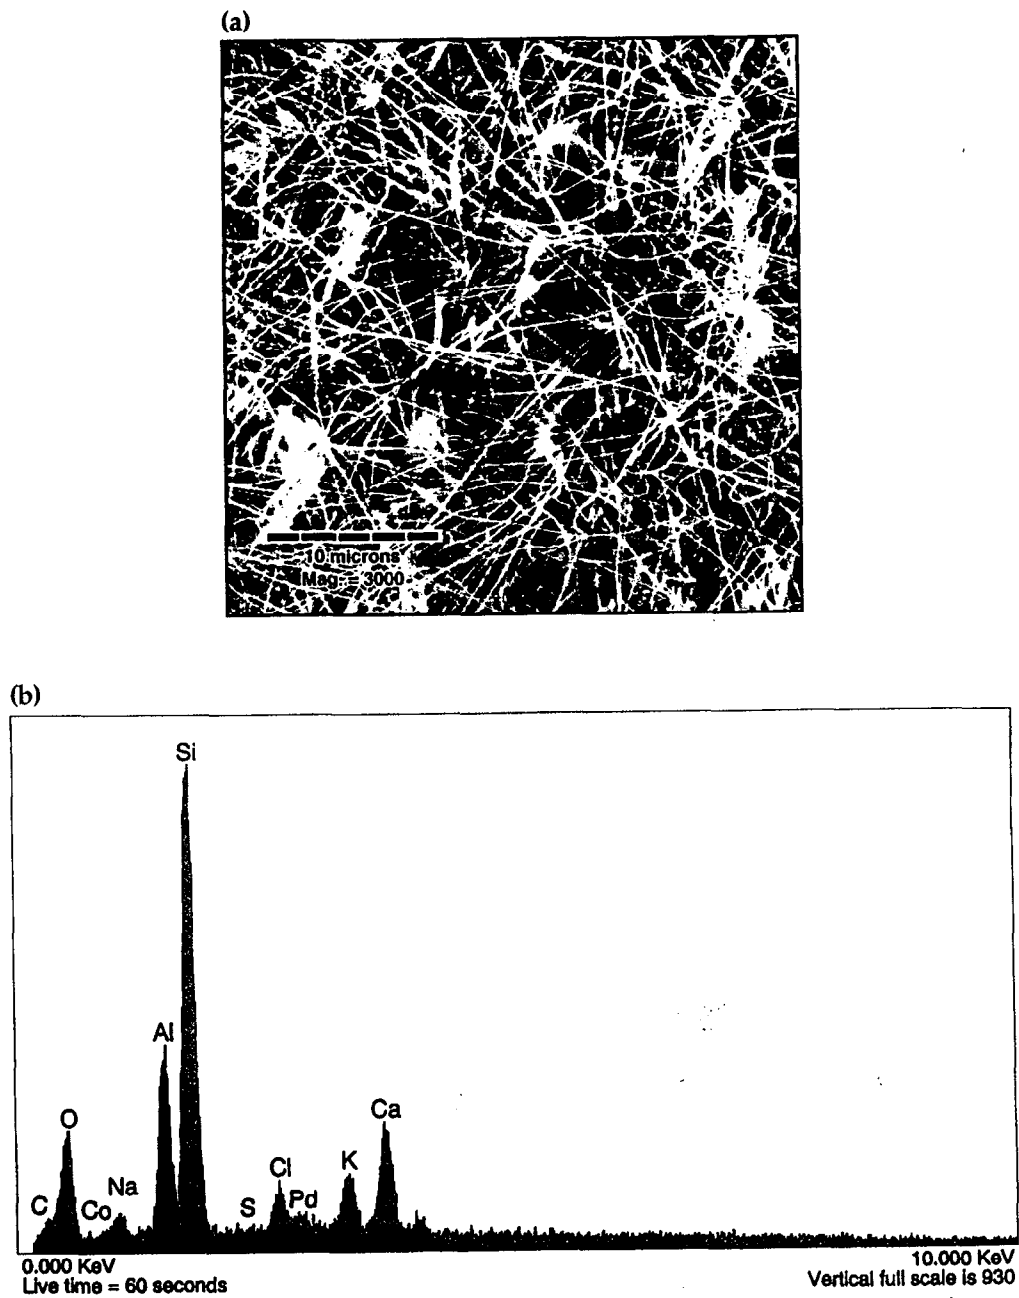 (a)
10 microns
Mag. = 3000
(b)
Si
Al
O
Ca
Cl
K
C
Co
Na
S
Pd
0.000 KeV
10.000 KeV
Live time = 60 seconds
Vertical full scale is 930